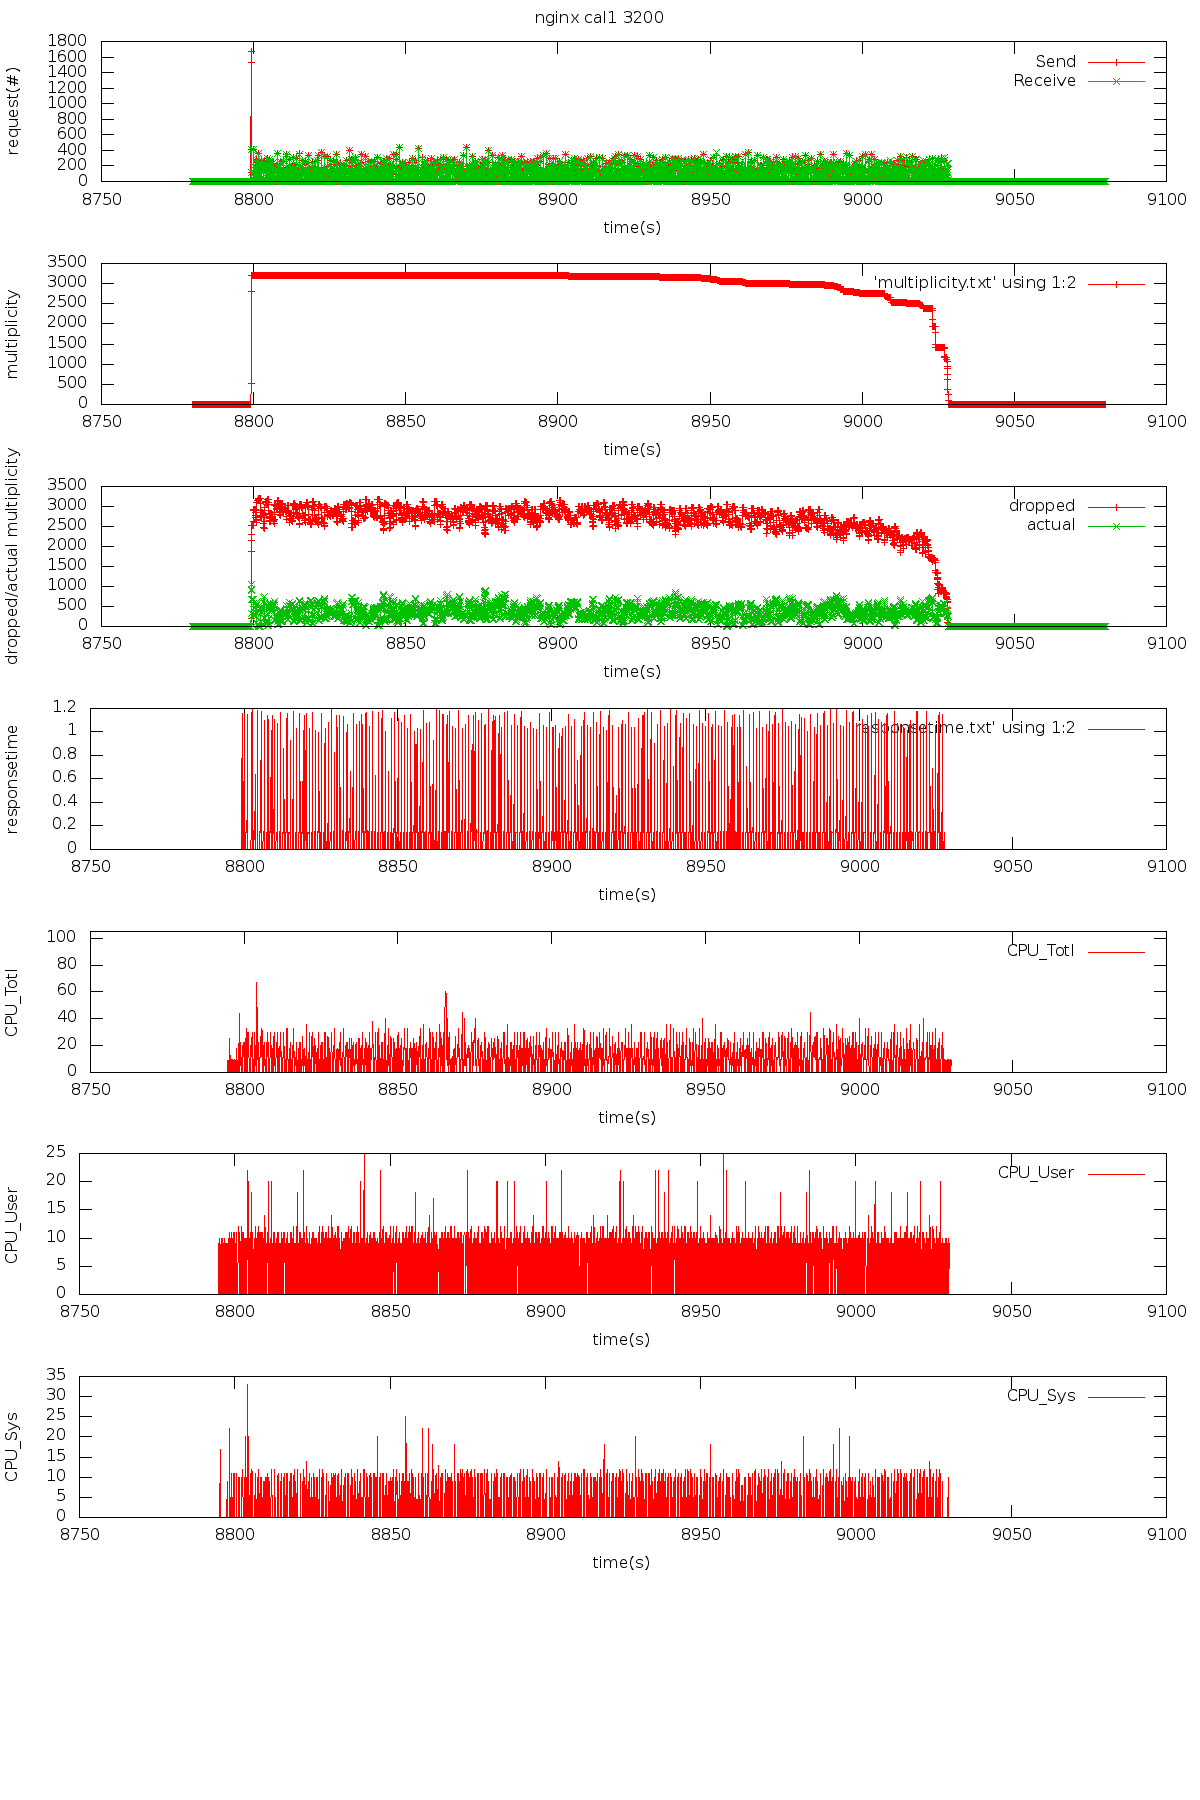 nginx cal1 3200
request(#)
1800
1600
1400
1200
1000
800
600
400
200
0
Send
Receive
8750 8800 8850 8900 8950 9000 9050 9100
time(s)
multiplicity
3500
3000
2500
2000
1500
1000
500
0
'multiplicity.txt' using 1:2
8750 8800 8850 8900 8950 9000 9050 9100
time(s)
dropped/actual multiplicity
3500
3000
2500
2000
1500
1000
500
0
dropped
actual
8750 8800 8850 8900 8950 9000 9050 9100
time(s)
responsetime
1.2
1
0.8
0.6
0.4
0.2
0
responsetime.txt' using 1:2
8750 8800 8850 8900 8950 9000 9050 9100
time(s)
CPU_Totl
100
80
60
40
20
0
CPU_Totl
8750 8800 8850 8900 8950 9000 9050 9100
time(s)
CPU_User
25
20
15
10
5
0
CPU_User
8750 8800 8850 8900 8950 9000 9050 9100
time(s)
CPU_Sys
35
30
25
20
15
10
5
0
CPU_Sys
8750 8800 8850 8900 8950 9000 9050 9100
time(s)